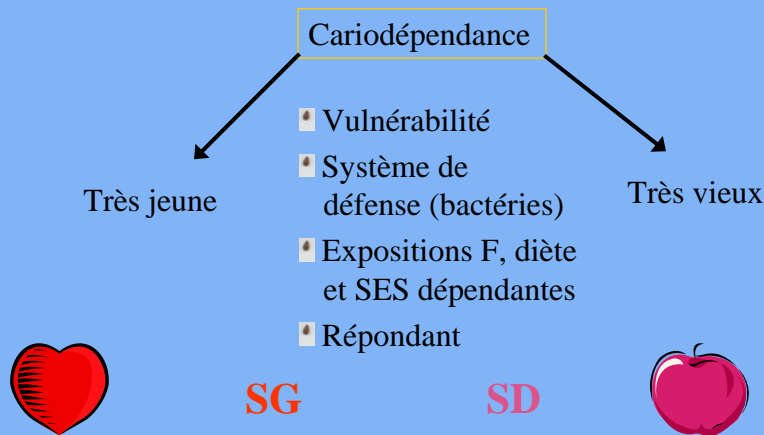 Cariodépendance
Vulnérabilité
Système de
défense (bactéries)
Expositions F, diète
et SES dépendantes
Répondant
Très jeune
Très vieux
SG
SD